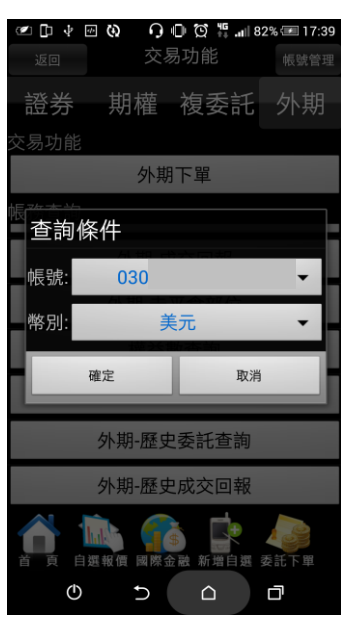 4G 82% 17:39
返回 交易功能 帳號管理
證券 期權 複委託 外期
交易功能
外期下單
查詢條件
帳號: 030
幣別: 美元
確定 取消
外期-歷史委託查詢
外期-歷史成交回報
首 頁 自選報價 國際金融 新增自選 委託下單